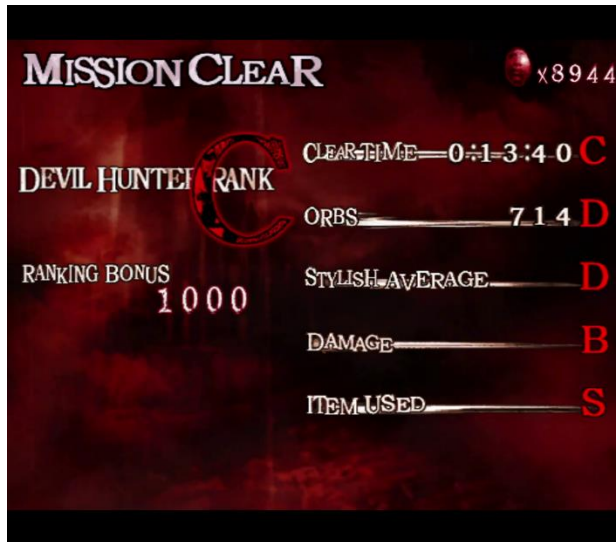 MISSION CLEAR
x8944
DEVIL HUNTER RANK
C
RANKING BONUS
1000
CLEAR TIME 0:13:40 C
ORBS 714 D
STYLISH AVERAGE D
DAMAGE B
ITEM USED S